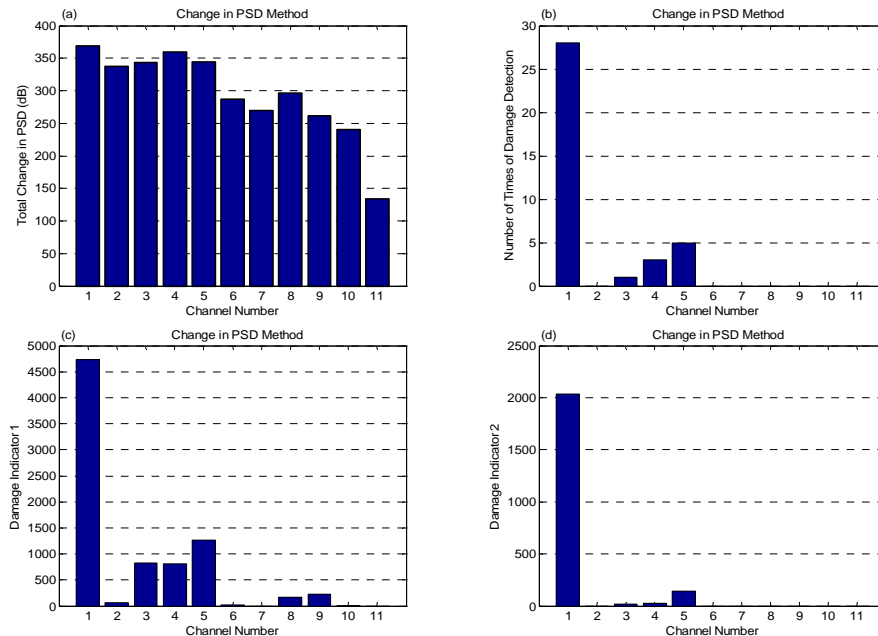 (a) Change in PSD Method
Total Change in PSD (dB)
400
350
300
250
200
150
100
50
0
1 2 3 4 5 6 7 8 9 10 11
Channel Number
(b) Change in PSD Method
Number of Times of Damage Detection
30
25
20
15
10
5
0
1 2 3 4 5 6 7 8 9 10 11
Channel Number
(c) Change in PSD Method
Damage Indicator 1
5000
4500
4000
3500
3000
2500
2000
1500
1000
500
0
1 2 3 4 5 6 7 8 9 10 11
Channel Number
(d) Change in PSD Method
Damage Indicator 2
2500
2000
1500
1000
500
0
1 2 3 4 5 6 7 8 9 10 11
Channel Number